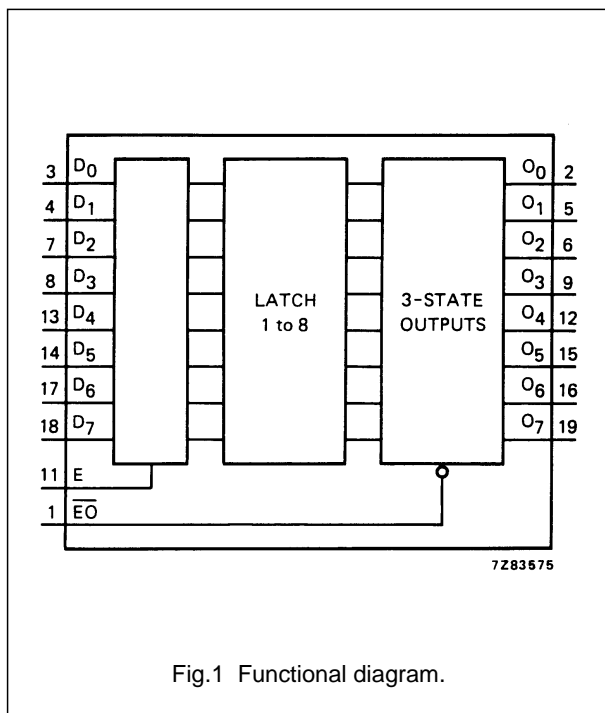 3 D0 O0 2
4 D1 O1 5
7 D2 O2 6
8 D3 O3 9
13 D4 O4 12
14 D5 O5 15
17 D6 O6 16
18 D7 O7 19
LATCH
1 to 8
3-STATE
OUTPUTS
11 E
1 E̅O̅
7Z83575
Fig.1 Functional diagram.